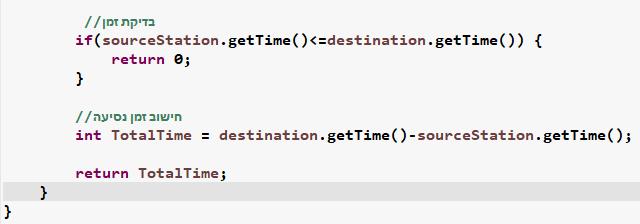 //בדיקת זמן
if(sourceStation.getTime()<=destination.getTime()) {
return 0;
}
//חישוב זמן נסיעה
int TotalTime = destination.getTime()-sourceStation.getTime();
return TotalTime;
}
}